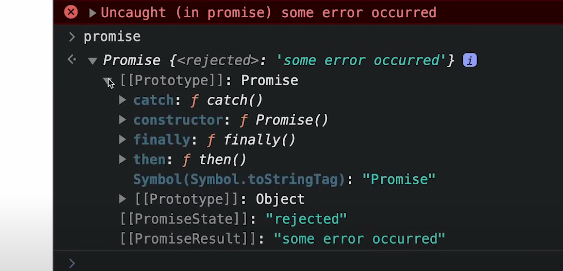 Uncaught (in promise) some error occurred
promise
Promise {<rejected>: 'some error occurred'} i
[[Prototype]]: Promise
catch: ƒ catch()
constructor: ƒ Promise()
finally: ƒ finally()
then: ƒ then()
Symbol(Symbol.toStringTag): "Promise"
[[Prototype]]: Object
[[PromiseState]]: "rejected"
[[PromiseResult]]: "some error occurred"